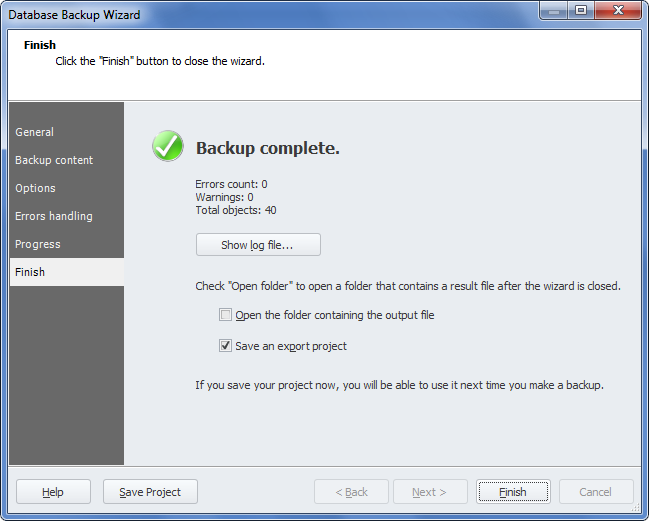 Database Backup Wizard
Finish
Click the "Finish" button to close the wizard.
General
Backup content
Options
Errors handling
Progress
Finish
Backup complete.
Errors count: 0
Warnings: 0
Total objects: 40
Show log file...
Check "Open folder" to open a folder that contains a result file after the wizard is closed.
Open the folder containing the output file
Save an export project
If you save your project now, you will be able to use it next time you make a backup.
Help
Save Project
< Back
Next >
Finish
Cancel